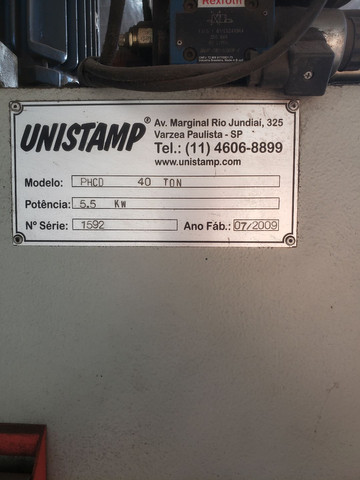 Rexroth
UNISTAMP®
Av. Marginal Rio Jundiaí, 325
Varzea Paulista - SP
Tel.: (11) 4606-8899
www.unistamp.com
Modelo: PHCD 40 TON
Potência: 5.5 KW
Nº Série: 1592 Ano Fáb.: 07/2009